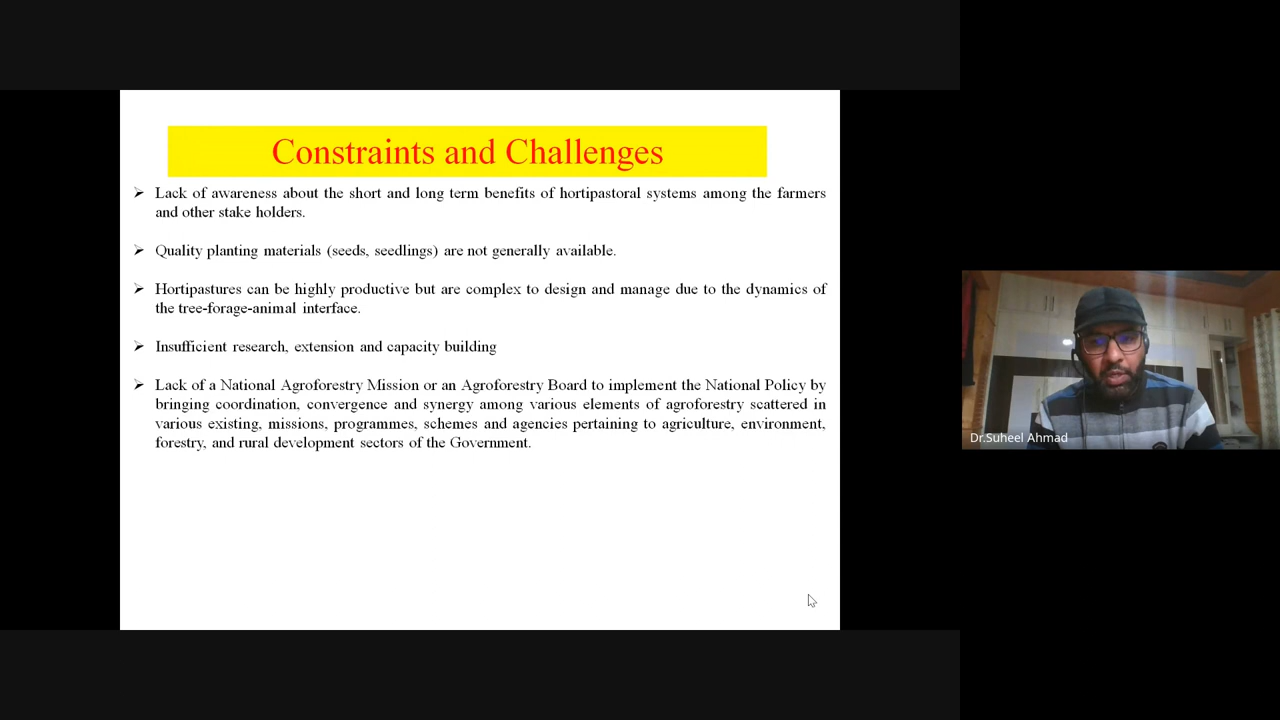 Constraints and Challenges
➢ Lack of awareness about the short and long term benefits of hortipastoral systems among the farmers
and other stake holders.
➢ Quality planting materials (seeds, seedlings) are not generally available.
➢ Hortipastures can be highly productive but are complex to design and manage due to the dynamics of
the tree-forage-animal interface.
➢ Insufficient research, extension and capacity building
➢ Lack of a National Agroforestry Mission or an Agroforestry Board to implement the National Policy by
bringing coordination, convergence and synergy among various elements of agroforestry scattered in
various existing, missions, programmes, schemes and agencies pertaining to agriculture, environment,
forestry, and rural development sectors of the Government.
Dr.Suheel Ahmad